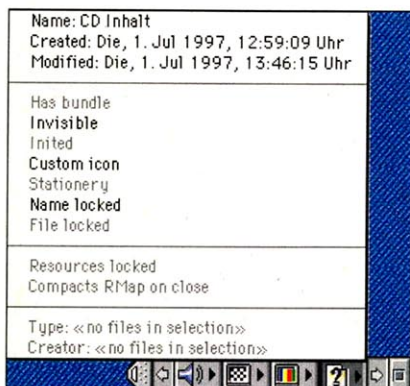 Name: CD Inhalt
Created: Die, 1. Jul 1997, 12:59:09 Uhr
Modified: Die, 1. Jul 1997, 13:46:15 Uhr
Has bundle
Invisible
Inited
Custom icon
Stationery
Name locked
File locked
Resources locked
Compacts RMap on close
Type: «no files in selection»
Creator: «no files in selection»